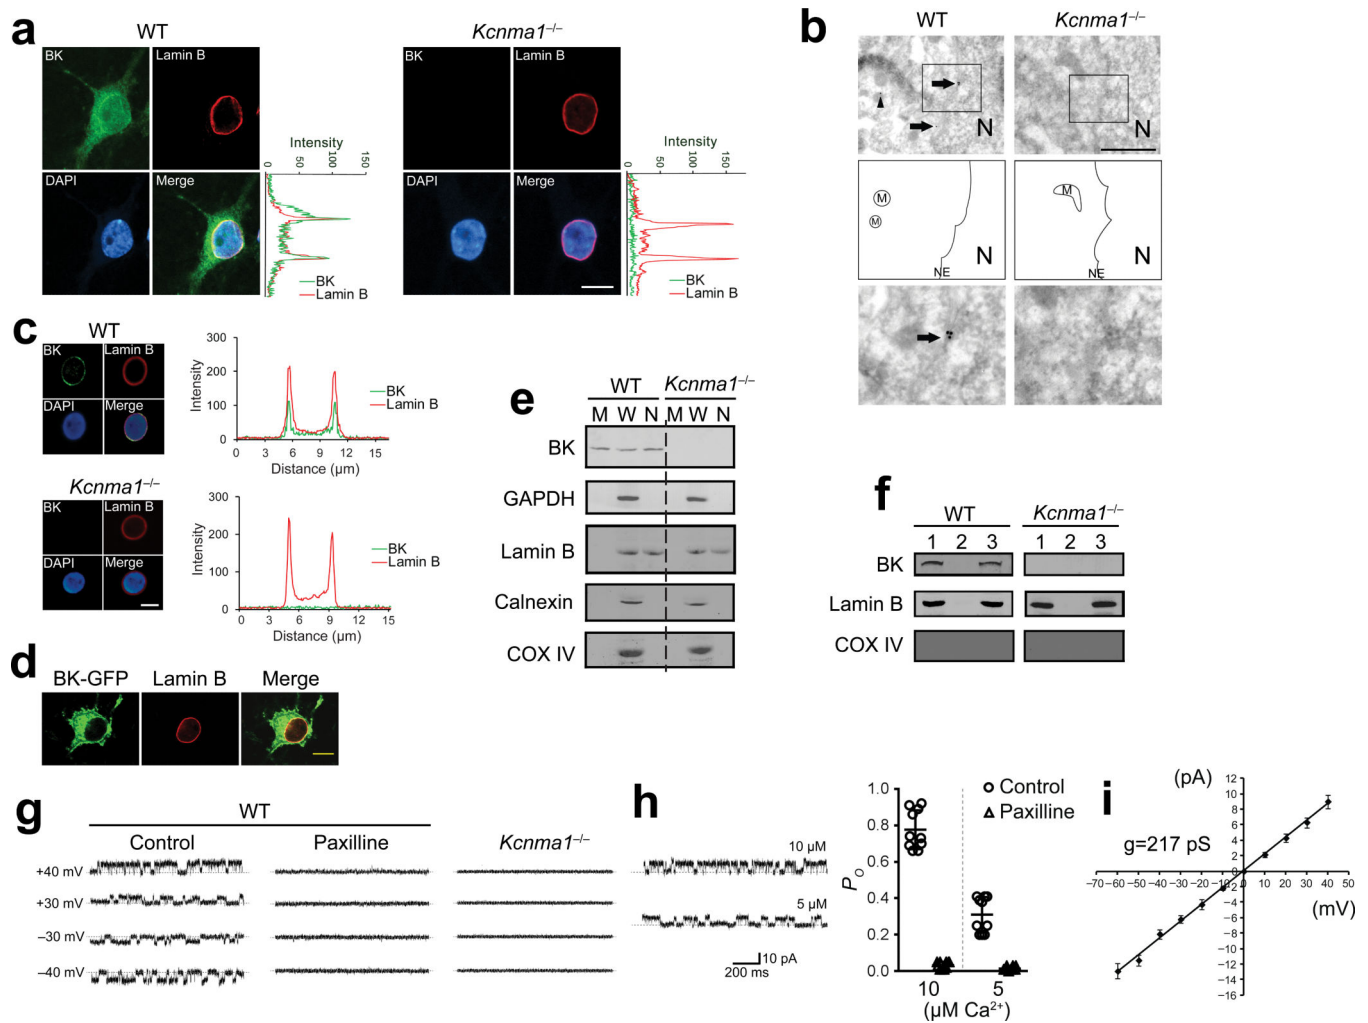 a
WT
Kcnma1–/–
BK
Lamin B
DAPI
Merge
Intensity
0
50
100
150
BK
Lamin B
BK
Lamin B
DAPI
Merge
Intensity
0
50
100
150
BK
Lamin B
b
WT
Kcnma1–/–
N
N
M
M
NE
N
M
NE
N
c
WT
BK
Lamin B
DAPI
Merge
Intensity
300
200
100
0
BK
Lamin B
0 3 6 9 12 15
Distance (µm)
Kcnma1–/–
BK
Lamin B
DAPI
Merge
Intensity
300
200
100
0
BK
Lamin B
0 3 6 9 12 15
Distance (µm)
d
BK-GFP Lamin B Merge
e
WT Kcnma1–/–
M W N M W N
BK
GAPDH
Lamin B
Calnexin
COX IV
f
WT Kcnma1–/–
1 2 3 1 2 3
BK
Lamin B
COX IV
g
WT
Control Paxilline Kcnma1–/–
+40 mV
+30 mV
–30 mV
–40 mV
h
10 µM
5 µM
10 pA
200 ms
Po
1.0
0.8
0.6
0.4
0.2
0.0
Control
Paxilline
10 5
(µM Ca2+)
i
(pA)
g=217 pS
12
10
8
6
4
2
0
–2
–4
–6
–8
–10
–12
–14
–16
–70 –60 –50 –40 –30 –20 –10 0 10 20 30 40 50
(mV)